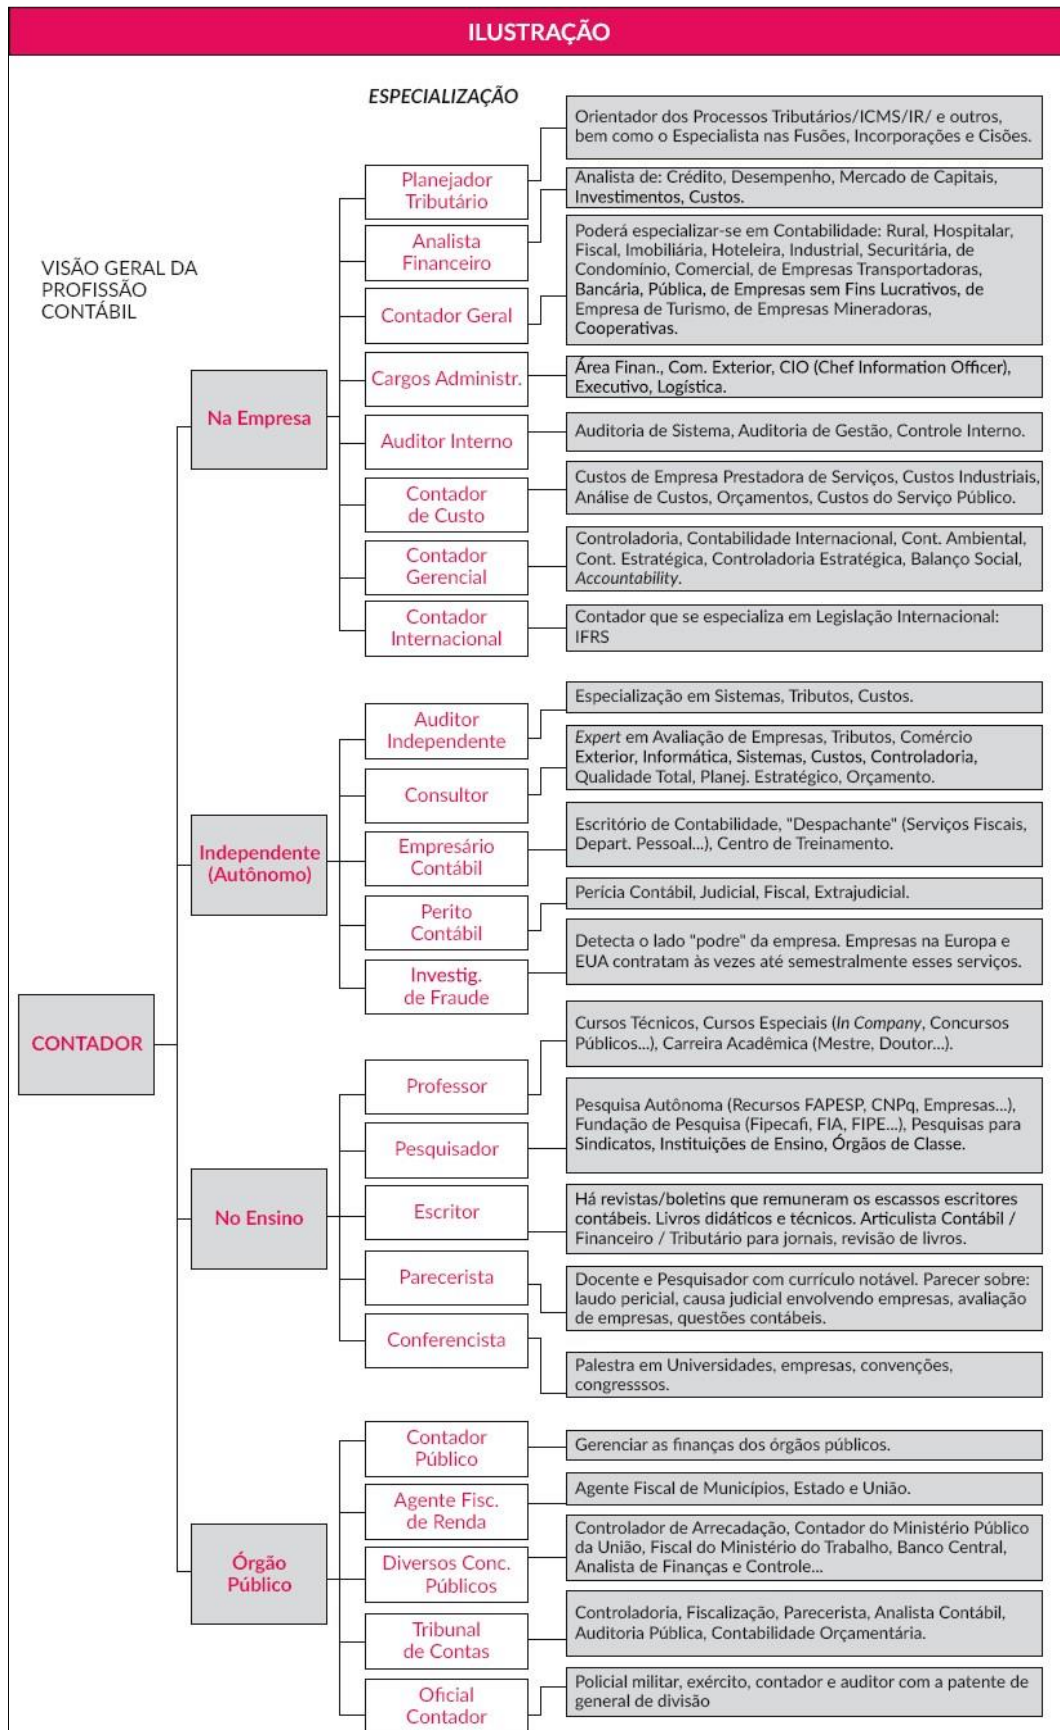 ILUSTRAÇÃO
ESPECIALIZAÇÃO
VISÃO GERAL DA
PROFISSÃO
CONTÁBIL
CONTADOR
Na Empresa
Planejador
Tributário
Orientador dos Processos Tributários/ICMS/IR/ e outros,
bem como o Especialista nas Fusões, Incorporações e Cisões.
Analista
Financeiro
Analista de: Crédito, Desempenho, Mercado de Capitais,
Investimentos, Custos.
Contador Geral
Poderá especializar-se em Contabilidade: Rural, Hospitalar,
Fiscal, Imobiliária, Hoteleira, Industrial, Securitária, de
Condomínio, Comercial, de Empresas Transportadoras,
Bancária, Pública, de Empresas sem Fins Lucrativos, de
Empresa de Turismo, de Empresas Mineradoras,
Cooperativas.
Cargos Administr.
Área Finan., Com. Exterior, CIO (Chef Information Officer),
Executivo, Logística.
Auditor Interno
Auditoria de Sistema, Auditoria de Gestão, Controle Interno.
Contador
de Custo
Custos de Empresa Prestadora de Serviços, Custos Industriais,
Análise de Custos, Orçamentos, Custos do Serviço Público.
Contador
Gerencial
Controladoria, Contabilidade Internacional, Cont. Ambiental,
Cont. Estratégica, Controladoria Estratégica, Balanço Social,
Accountability.
Contador
Internacional
Contador que se especializa em Legislação Internacional:
IFRS
Independente
(Autônomo)
Auditor
Independente
Especialização em Sistemas, Tributos, Custos.
Consultor
Expert em Avaliação de Empresas, Tributos, Comércio
Exterior, Informática, Sistemas, Custos, Controladoria,
Qualidade Total, Planej. Estratégico, Orçamento.
Empresário
Contábil
Escritório de Contabilidade, "Despachante" (Serviços Fiscais,
Depart. Pessoal...), Centro de Treinamento.
Perito
Contábil
Perícia Contábil, Judicial, Fiscal, Extrajudicial.
Investig.
de Fraude
Detecta o lado "podre" da empresa. Empresas na Europa e
EUA contratam às vezes até semestralmente esses serviços.
No Ensino
Professor
Cursos Técnicos, Cursos Especiais (In Company, Concursos
Públicos...), Carreira Acadêmica (Mestre, Doutor...).
Pesquisador
Pesquisa Autônoma (Recursos FAPESP, CNPq, Empresas...),
Fundação de Pesquisa (Fipecafi, FIA, FIPE...), Pesquisas para
Sindicatos, Instituições de Ensino, Órgãos de Classe.
Escritor
Há revistas/boletins que remuneram os escassos escritores
contábeis. Livros didáticos e técnicos. Articulista Contábil /
Financeiro / Tributário para jornais, revisão de livros.
Parecerista
Docente e Pesquisador com currículo notável. Parecer sobre:
laudo pericial, causa judicial envolvendo empresas, avaliação
de empresas, questões contábeis.
Conferencista
Palestra em Universidades, empresas, convenções,
congresssos.
Órgão
Público
Contador
Público
Gerenciar as finanças dos órgãos públicos.
Agente Fisc.
de Renda
Agente Fiscal de Municípios, Estado e União.
Diversos Conc.
Públicos
Controlador de Arrecadação, Contador do Ministério Público
da União, Fiscal do Ministério do Trabalho, Banco Central,
Analista de Finanças e Controle...
Tribunal
de Contas
Controladoria, Fiscalização, Parecerista, Analista Contábil,
Auditoria Pública, Contabilidade Orçamentária.
Oficial
Contador
Policial militar, exército, contador e auditor com a patente de
general de divisão